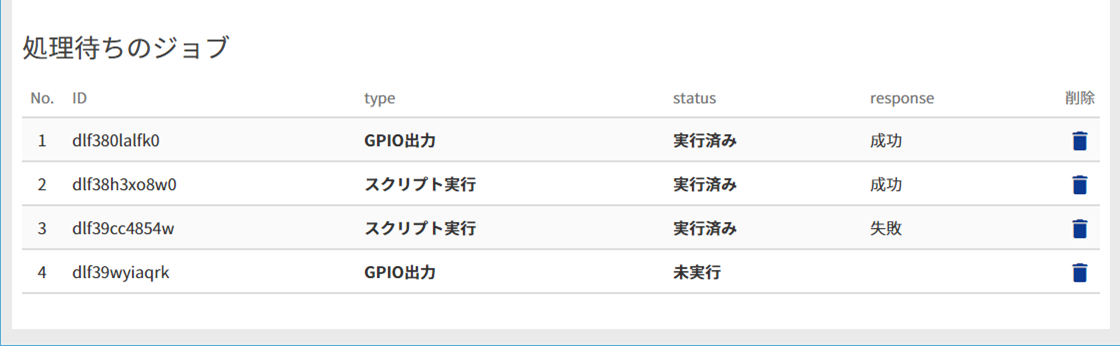 処理待ちのジョブ
No. ID type status response 削除
1 dlf380lalfk0 GPIO出力 実行済み 成功
2 dlf38h3xo8w0 スクリプト実行 実行済み 成功
3 dlf39cc4854w スクリプト実行 実行済み 失敗
4 dlf39wyiaqrk GPIO出力 未実行